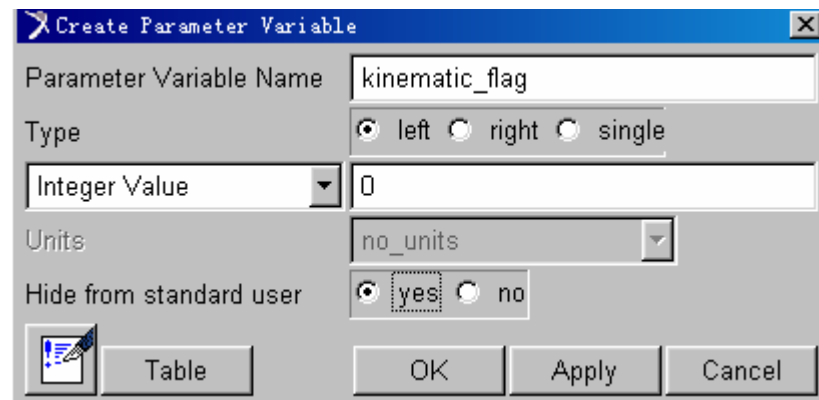 Create Parameter Variable
Parameter Variable Name kinematic_flag
Type left right single
Integer Value 0
Units no_units
Hide from standard user yes no
Table OK Apply Cancel